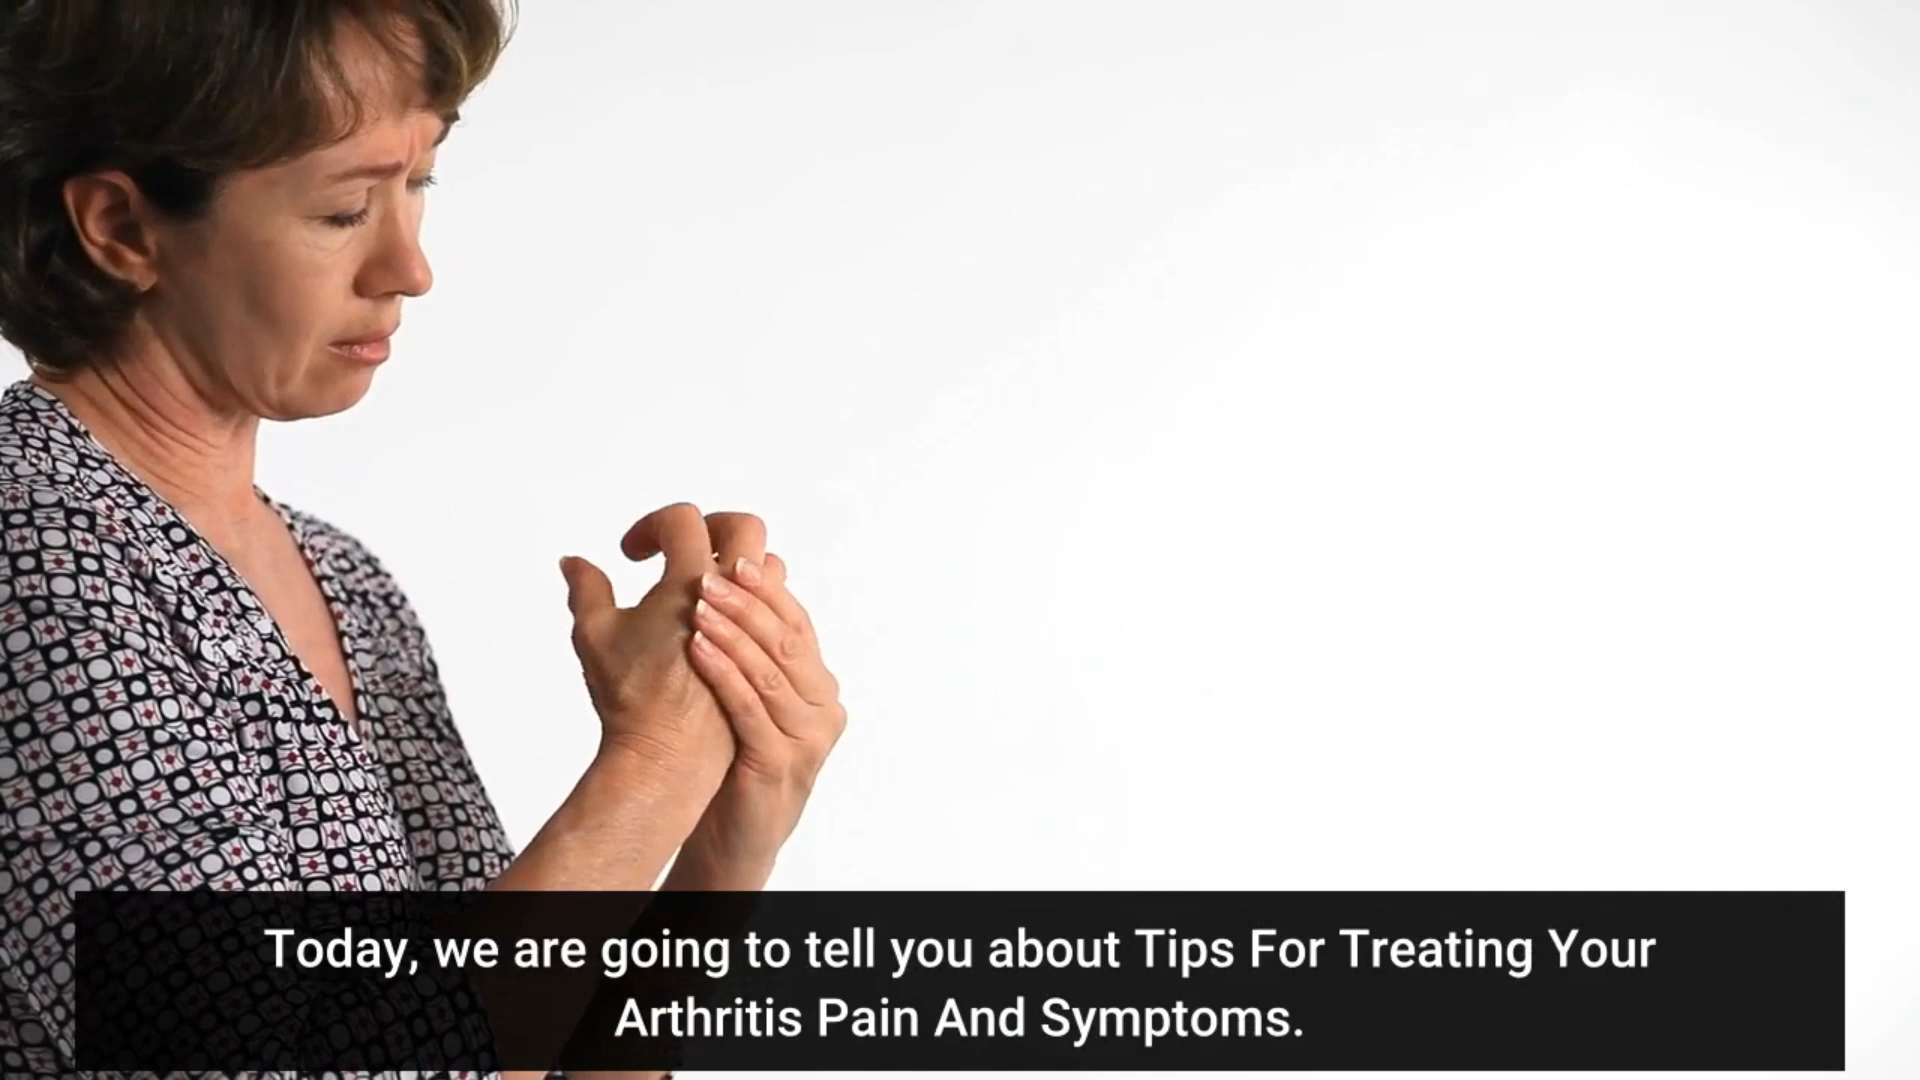 Today, we are going to tell you about Tips For Treating Your
Arthritis Pain And Symptoms.